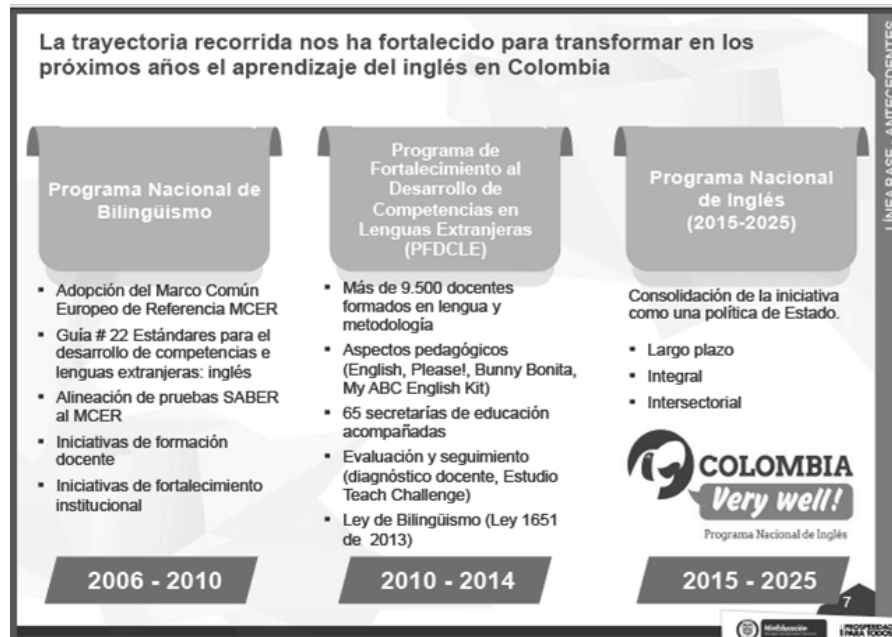 La trayectoria recorrida nos ha fortalecido para transformar en los
próximos años el aprendizaje del inglés en Colombia
LÍNEA BASE - ANTECEDENTES
Programa Nacional de
Bilingüismo
▪ Adopción del Marco Común
Europeo de Referencia MCER
▪ Guía # 22 Estándares para el
desarrollo de competencias e
lenguas extranjeras: inglés
▪ Alineación de pruebas SABER
al MCER
▪ Iniciativas de formación
docente
▪ Iniciativas de fortalecimiento
institucional
2006 - 2010
Programa de
Fortalecimiento al
Desarrollo de
Competencias en
Lenguas Extranjeras
(PFDCLE)
▪ Más de 9.500 docentes
formados en lengua y
metodología
▪ Aspectos pedagógicos
(English, Please!, Bunny Bonita,
My ABC English Kit)
▪ 65 secretarías de educación
acompañadas
▪ Evaluación y seguimiento
(diagnóstico docente, Estudio
Teach Challenge)
▪ Ley de Bilingüismo (Ley 1651
de 2013)
2010 - 2014
Programa Nacional
de Inglés
(2015-2025)
Consolidación de la iniciativa
como una política de Estado.
▪ Largo plazo
▪ Integral
▪ Intersectorial
COLOMBIA
Very well!
Programa Nacional de Inglés
2015 - 2025
7
MinEducación
PROSPERIDAD
PARA TODOS